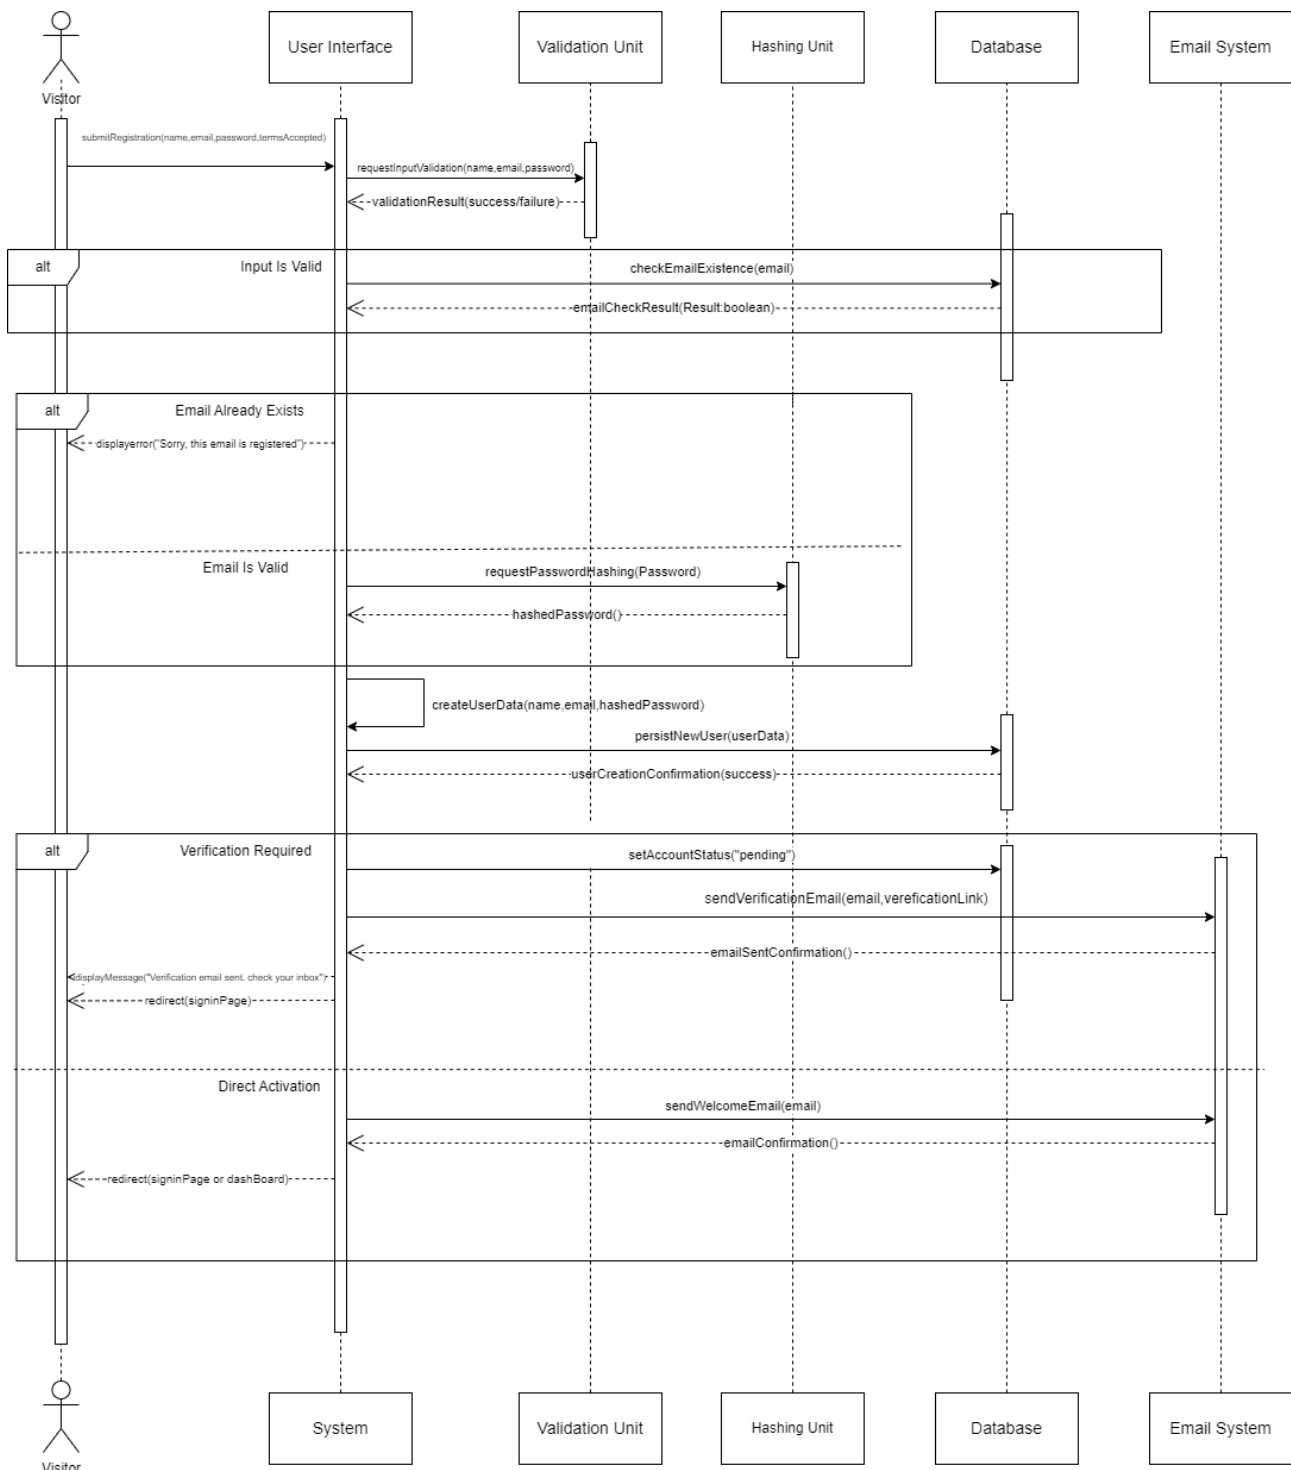 User Interface
Validation Unit
Hashing Unit
Database
Email System
Visitor
submitRegistration(name,email,password,termsAccepted)
requestInputValidation(name,email,password)
validationResult(success/failure)
alt
Input Is Valid
checkEmailExistence(email)
emailCheckResult(Result:boolean)
alt
Email Already Exists
displayerror("Sorry, this email is registered")
Email Is Valid
requestPasswordHashing(Password)
hashedPassword()
createUserData(name,email,hashedPassword)
persistNewUser(userData)
userCreationConfirmation(success)
alt
Verification Required
setAccountStatus("pending")
sendVerificationEmail(email,vereficationLink)
emailSentConfirmation()
displayMessage("Verification email sent. check your inbox")
redirect(signinPage)
Direct Activation
sendWelcomeEmail(email)
emailConfirmation()
redirect(signinPage or dashBoard)
System
Validation Unit
Hashing Unit
Database
Email System
Visitor